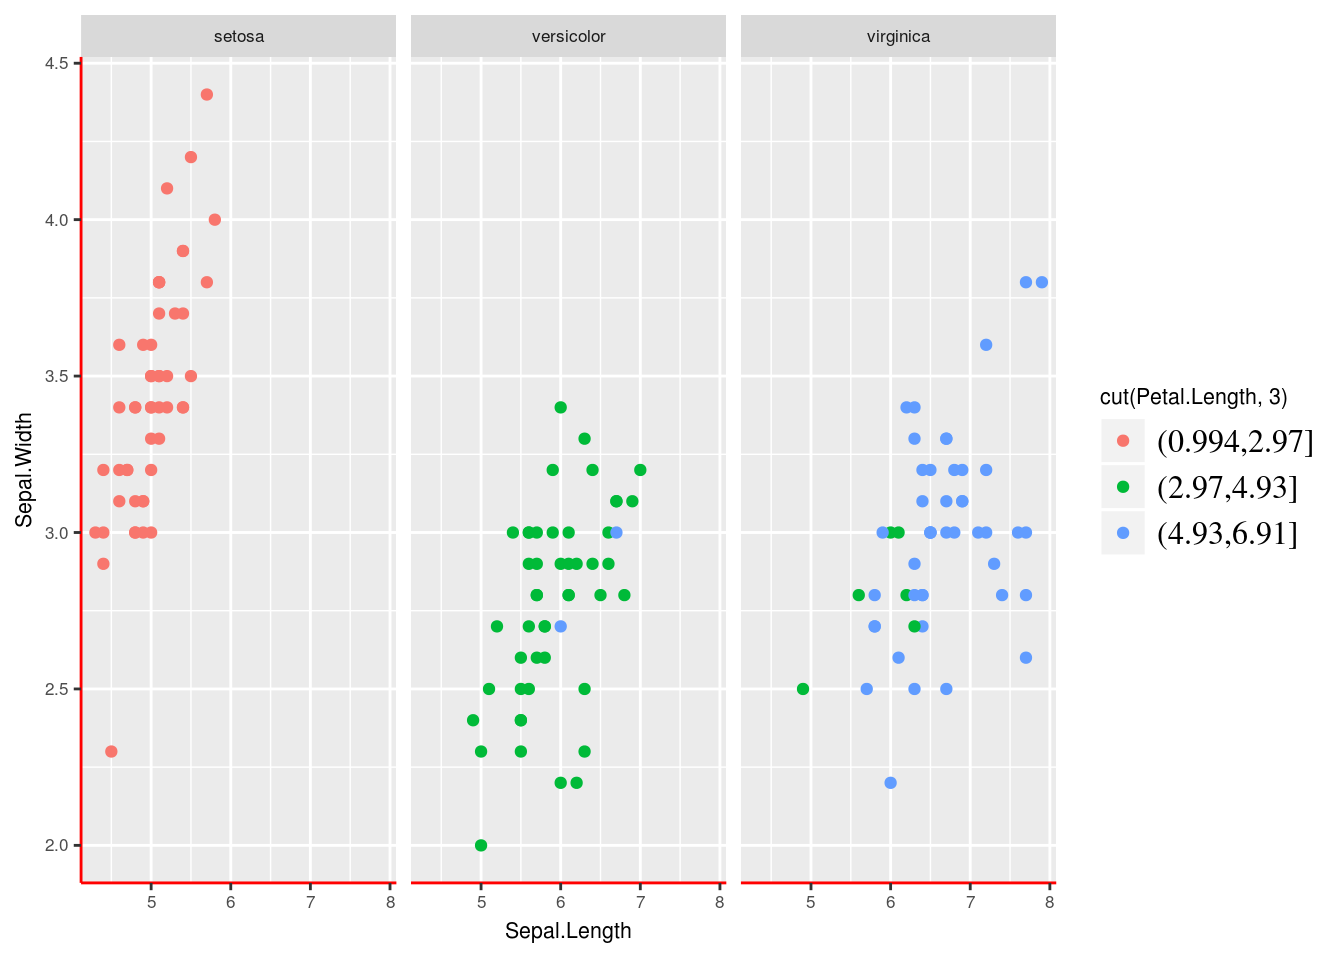 setosa versicolor virginica
4.5
4.0
3.5
3.0
2.5
2.0
Sepal.Width
5 6 7 8 5 6 7 8 5 6 7 8
Sepal.Length
cut(Petal.Length, 3)
(0.994,2.97]
(2.97,4.93]
(4.93,6.91]